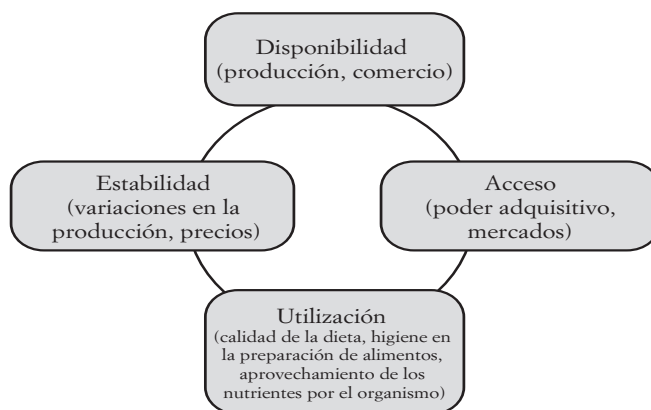 Disponibilidad
(producción, comercio)
Estabilidad
(variaciones en la
producción, precios)
Acceso
(poder adquisitivo,
mercados)
Utilización
(calidad de la dieta, higiene en
la preparación de alimentos,
aprovechamiento de los
nutrientes por el organismo)